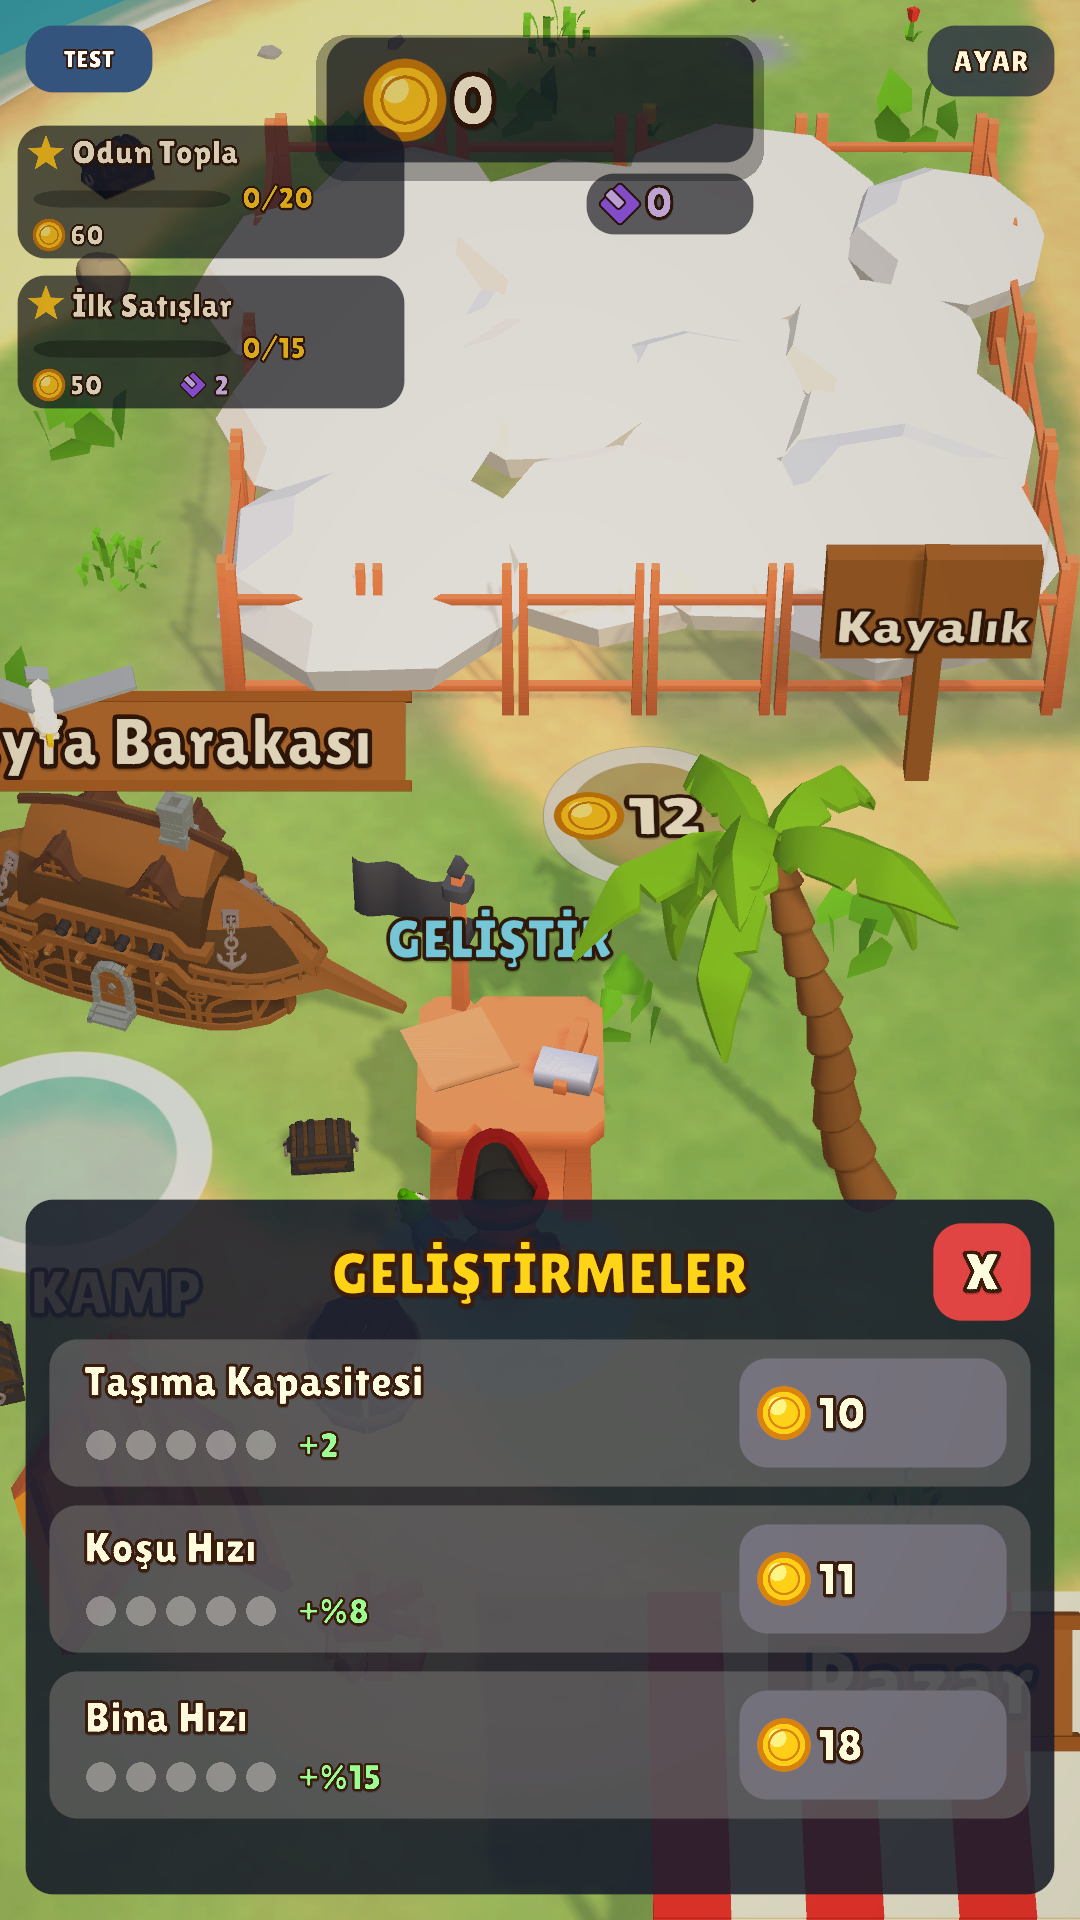 TEST
0
AYAR
Odun Topla
0/20
60
0
İlk Satışlar
0/15
50
2
Kayalık
Barakası
12
GELİŞTİR
KAMP
GELİŞTİRMELER
X
Taşıma Kapasitesi
+2
10
Koşu Hızı
+%8
11
Pazar
Bina Hızı
+%15
18